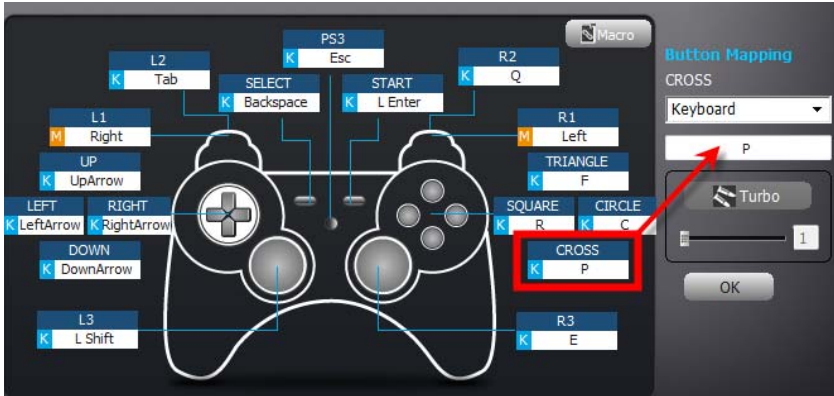 Macro
PS3
K Esc
L2
K Tab
R2
K Q
SELECT
K Backspace
START
K L Enter
L1
M Right
R1
M Left
UP
K UpArrow
TRIANGLE
K F
LEFT
K LeftArrow
RIGHT
K RightArrow
SQUARE
K R
CIRCLE
K C
DOWN
K DownArrow
CROSS
K P
L3
K L Shift
R3
K E
Button Mapping
CROSS
Keyboard
P
Turbo
1
OK